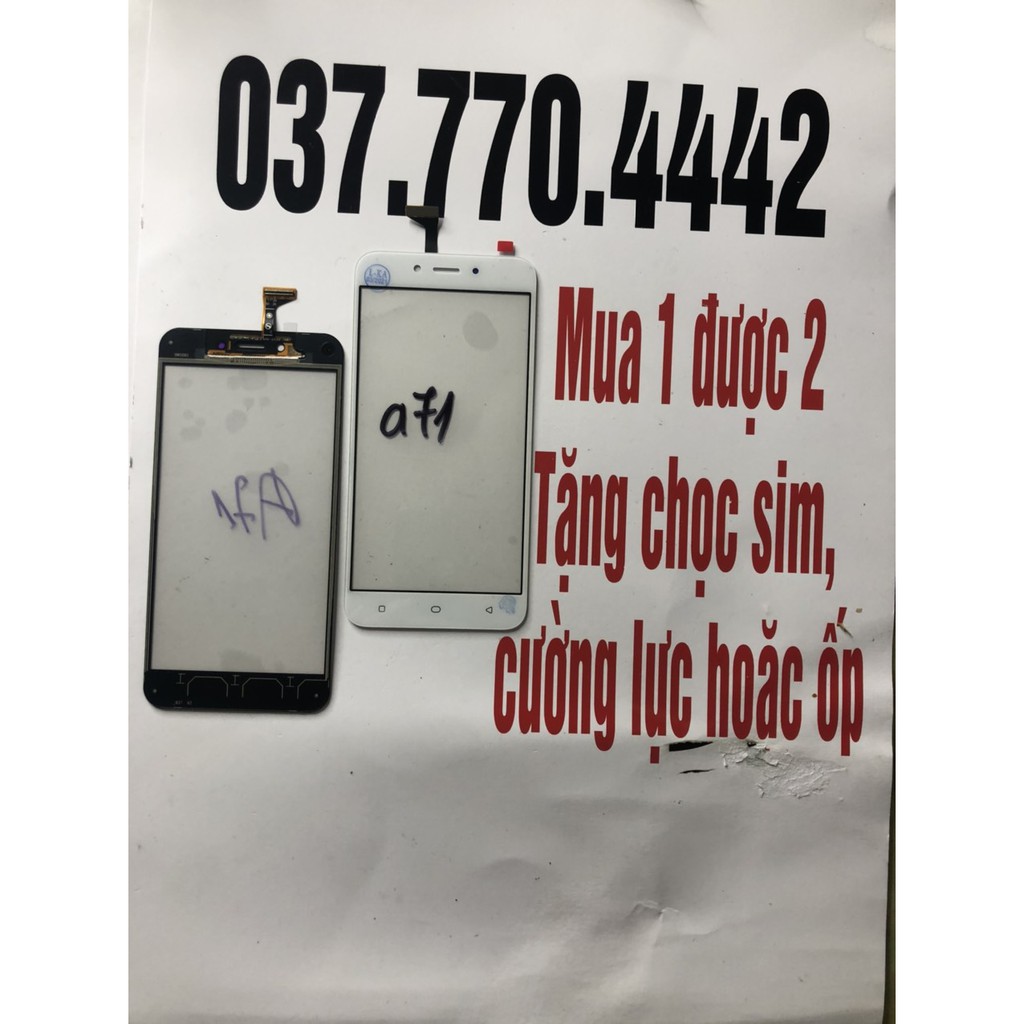 037.770.4442
Mua 1 được 2
Tặng chọc sim,
cường lực hoăc ốp
a71
A71